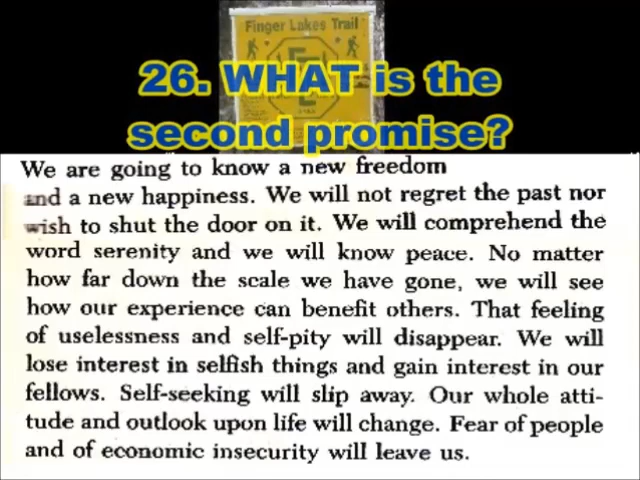 Finger Lakes Trail
26. WHAT is the
second promise?
We are going to know a new freedom
and a new happiness. We will not regret the past nor
wish to shut the door on it. We will comprehend the
word serenity and we will know peace. No matter
how far down the scale we have gone, we will see
how our experience can benefit others. That feeling
of uselessness and self-pity will disappear. We will
lose interest in selfish things and gain interest in our
fellows. Self-seeking will slip away. Our whole atti-
tude and outlook upon life will change. Fear of people
and of economic insecurity will leave us.